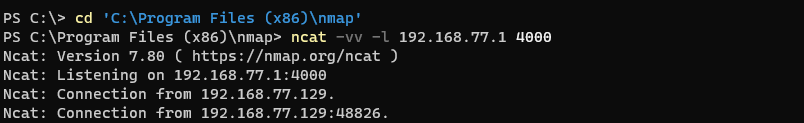 PS C:\> cd 'C:\Program Files (x86)\nmap'
PS C:\Program Files (x86)\nmap> ncat -vv -l 192.168.77.1 4000
Ncat: Version 7.80 ( https://nmap.org/ncat )
Ncat: Listening on 192.168.77.1:4000
Ncat: Connection from 192.168.77.129.
Ncat: Connection from 192.168.77.129:48826.